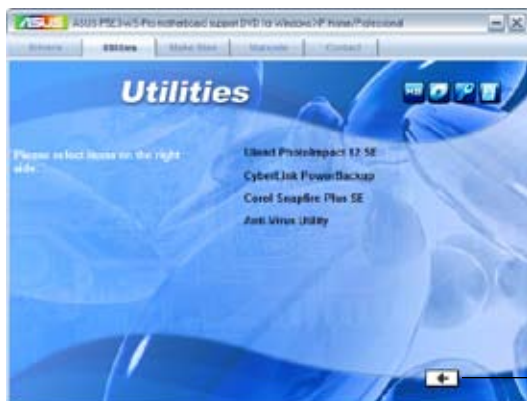 ASUS
ASUS P5E3 WS Pro motherboard support DVD for Windows XP Home/Professional
Drivers Utilities Make Disk Manuals Contact
Utilities
Please select items on the right
side.
Ulead PhotoImpact 12 SE
CyberLink PowerBackup
Corel Snapfire Plus SE
Anti-Virus Utility